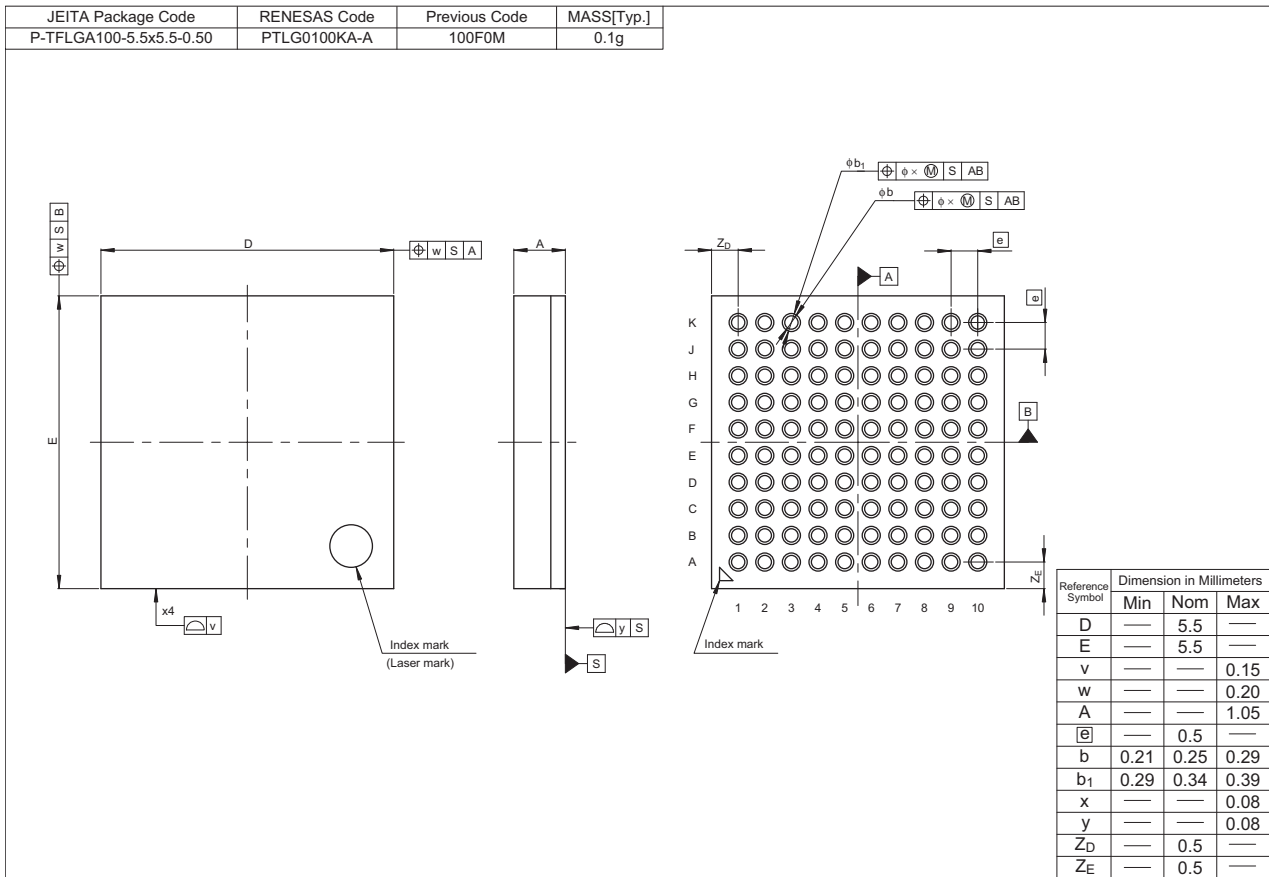 JEITA Package Code RENESAS Code Previous Code MASS[Typ.]
P-TFLGA100-5.5x5.5-0.50 PTLG0100KA-A 100F0M 0.1g
φb₁ ⌖ φ × Ⓜ S AB
φb ⌖ φ × Ⓜ S AB
⌖ w S B
D
⌖ w S A
A
Z_D
e
A
e
B
E
K
J
H
G
F
E
D
C
B
A
Z_E
1 2 3 4 5 6 7 8 9 10
x4
⌓ v
Index mark
(Laser mark)
⌓ y S
S
Index mark
Reference Symbol Dimension in Millimeters
Min Nom Max
D — 5.5 —
E — 5.5 —
v — — 0.15
w — — 0.20
A — — 1.05
e — 0.5 —
b 0.21 0.25 0.29
b₁ 0.29 0.34 0.39
x — — 0.08
y — — 0.08
Z_D — 0.5 —
Z_E — 0.5 —